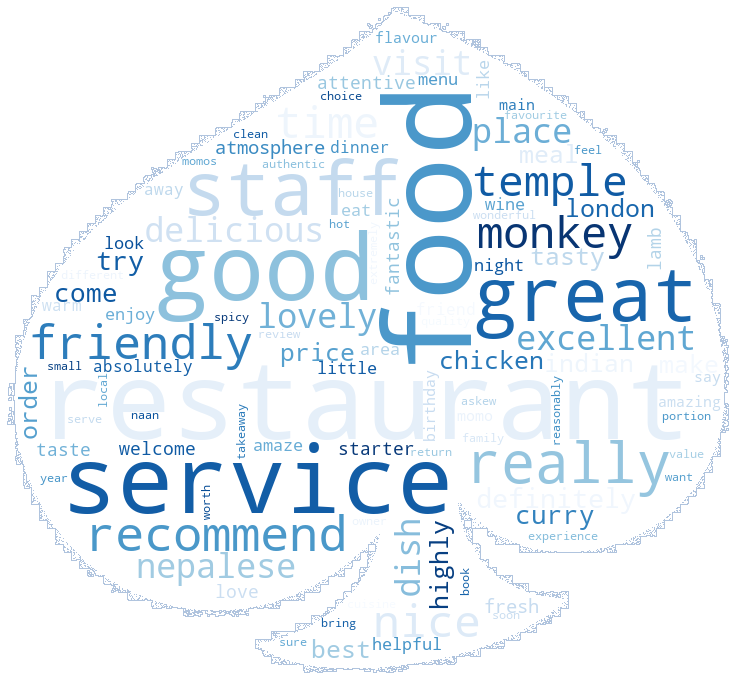 flavour
visit
like
attentive
menu
choice
main
favourite
time
food
place
clean
atmosphere
dinner
meal
feel
momos
authentic
away
staff
house
eat
fantastic
temple
wine
london
wonderful
delicious
hot
monkey
lamb
look
try
good
night
tasty
different
extremely
come
great
warm
enjoy
spicy
lovely
friend
excellent
friendly
review
price
area
chicken
indian
make
small
absolutely
little
say
order
local
restaurant
birthday
reasonably
amazing
naan
takeaway
askew
momo
portion
serve
taste
welcome
amaze
starter
return
family
value
year
service
really
want
worth
definitely
recommend
owner
highly
curry
dish
experience
nepalese
love
book
fresh
nice
soon
bring
sure
best
helpful